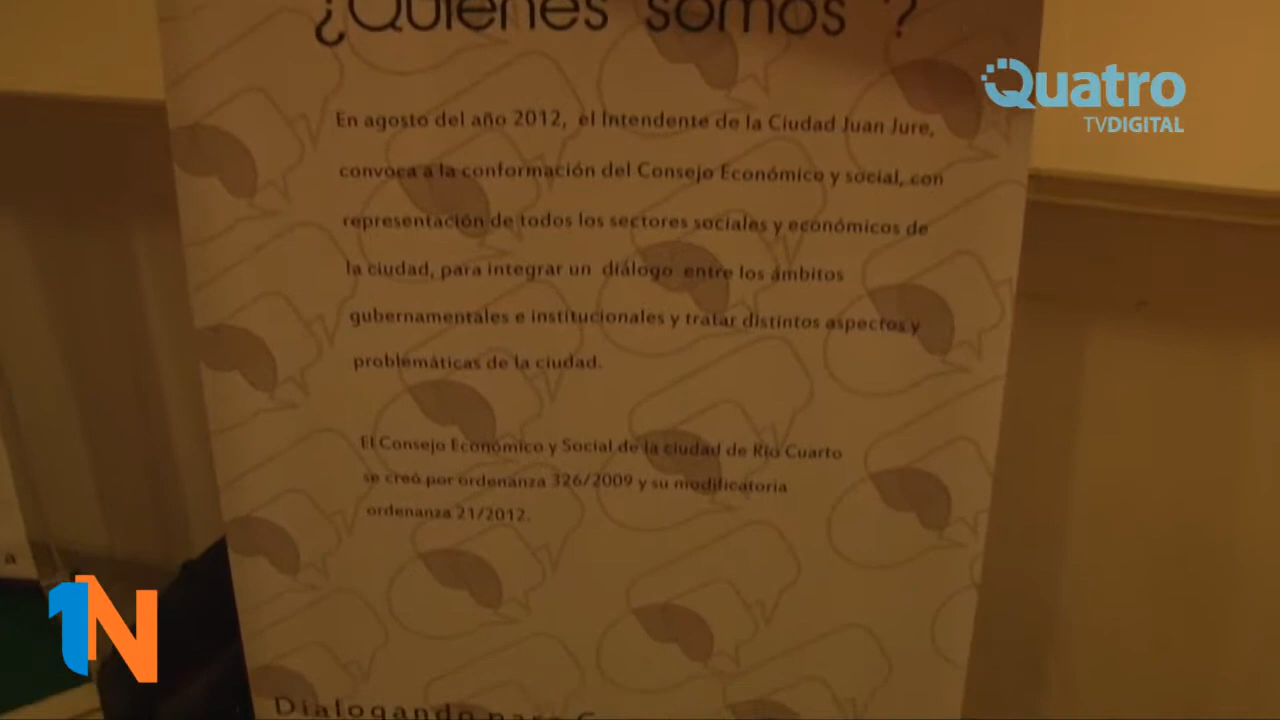 ¿Quiénes somos ?
Quatro
TVDIGITAL
En agosto del año 2012, el Intendente de la Ciudad Juan Jure,
convoca a la conformación del Consejo Económico y social, con
representación de todos los sectores sociales y económicos de
la ciudad, para integrar un diálogo entre los ámbitos
gubernamentales e institucionales y tratar distintos aspectos y
problemáticas de la ciudad.
El Consejo Económico y Social de la ciudad de Río Cuarto
se creó por ordenanza 326/2009 y su modificatoria
ordenanza 21/2012.
a
1N
Dialogando